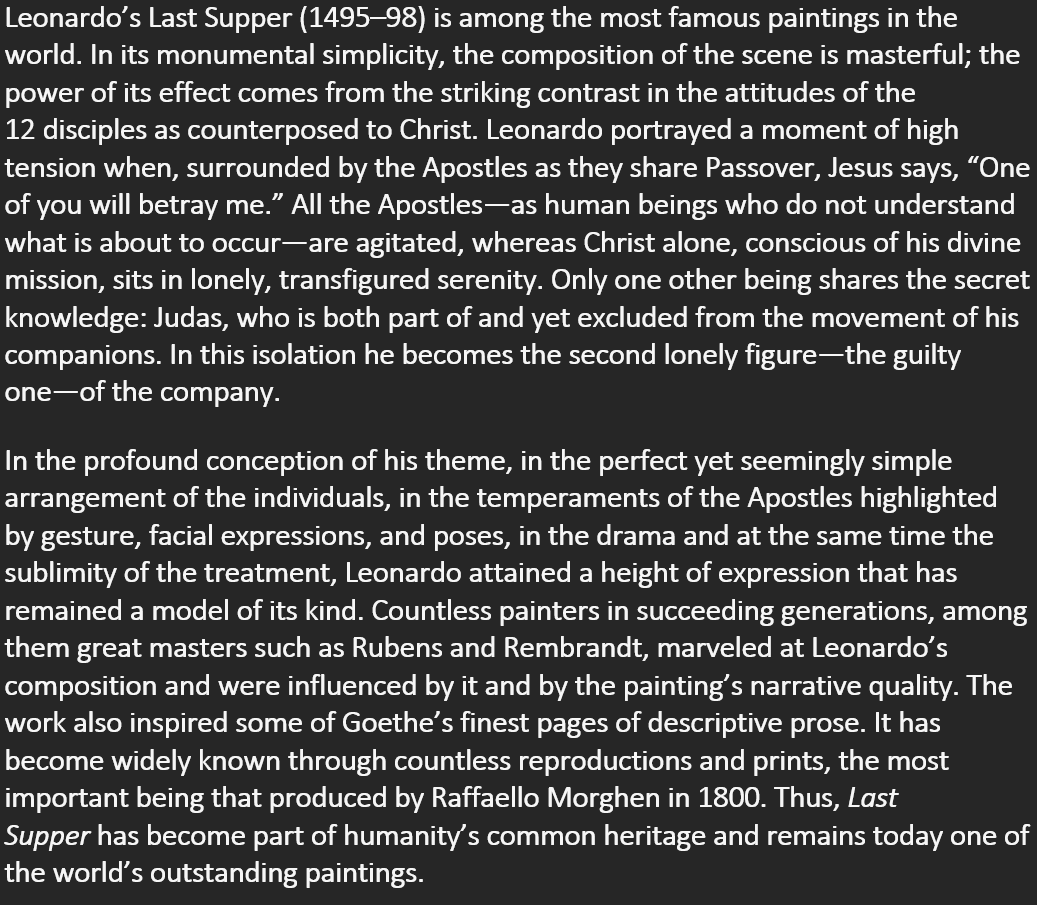 Leonardo’s Last Supper (1495–98) is among the most famous paintings in the
world. In its monumental simplicity, the composition of the scene is masterful; the
power of its effect comes from the striking contrast in the attitudes of the
12 disciples as counterposed to Christ. Leonardo portrayed a moment of high
tension when, surrounded by the Apostles as they share Passover, Jesus says, “One
of you will betray me.” All the Apostles—as human beings who do not understand
what is about to occur—are agitated, whereas Christ alone, conscious of his divine
mission, sits in lonely, transfigured serenity. Only one other being shares the secret
knowledge: Judas, who is both part of and yet excluded from the movement of his
companions. In this isolation he becomes the second lonely figure—the guilty
one—of the company.
In the profound conception of his theme, in the perfect yet seemingly simple
arrangement of the individuals, in the temperaments of the Apostles highlighted
by gesture, facial expressions, and poses, in the drama and at the same time the
sublimity of the treatment, Leonardo attained a height of expression that has
remained a model of its kind. Countless painters in succeeding generations, among
them great masters such as Rubens and Rembrandt, marveled at Leonardo’s
composition and were influenced by it and by the painting’s narrative quality. The
work also inspired some of Goethe’s finest pages of descriptive prose. It has
become widely known through countless reproductions and prints, the most
important being that produced by Raffaello Morghen in 1800. Thus, Last
Supper has become part of humanity’s common heritage and remains today one of
the world’s outstanding paintings.